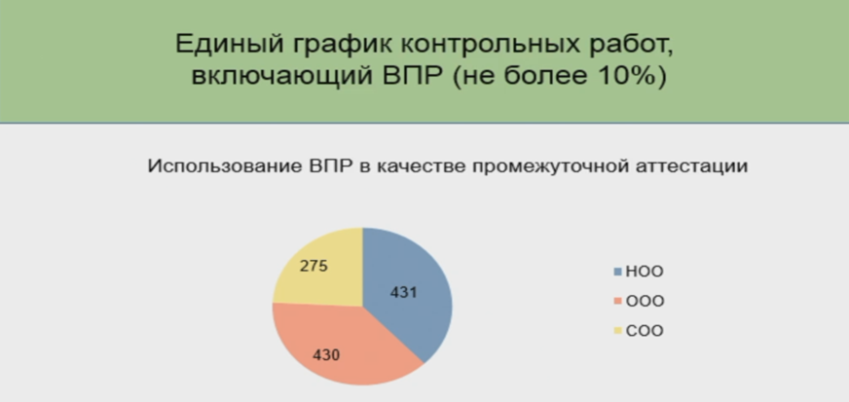 Единый график контрольных работ,
включающий ВПР (не более 10%)
Использование ВПР в качестве промежуточной аттестации
275
431
430
НОО
ООО
СОО